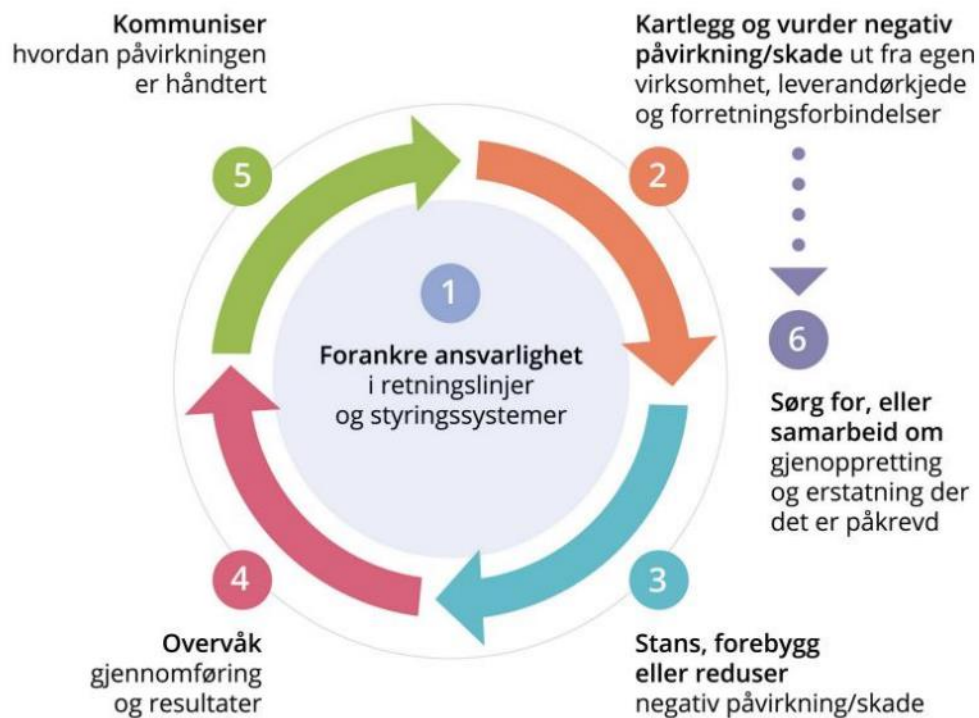 1
Forankre ansvarlighet
i retningslinjer
og styringssystemer
2
Kartlegg og vurder negativ
påvirkning/skade ut fra egen
virksomhet, leverandørkjede
og forretningsforbindelser
3
Stans, forebygg
eller reduser
negativ påvirkning/skade
4
Overvåk
gjennomføring
og resultater
5
Kommuniser
hvordan påvirkningen
er håndtert
6
Sørg for, eller
samarbeid om
gjenoppretting
og erstatning der
det er påkrevd